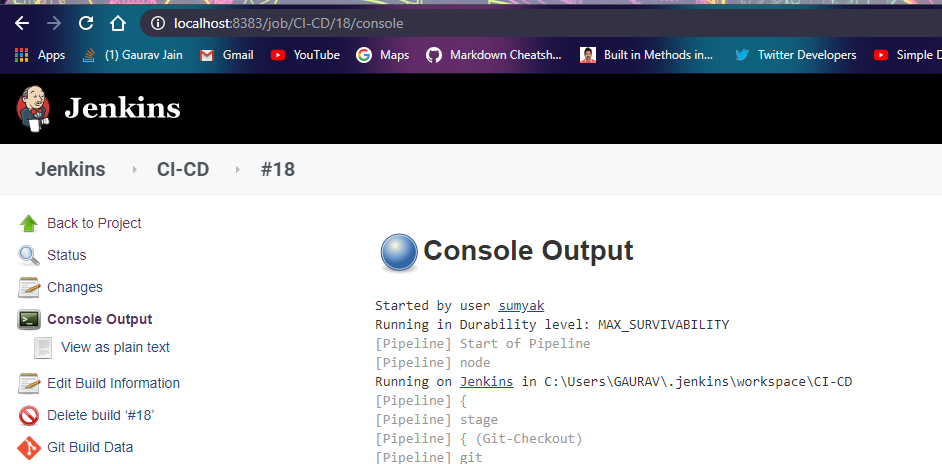 localhost:8383/job/CI-CD/18/console
Apps (1) Gaurav Jain Gmail YouTube Maps Markdown Cheatsh... Built in Methods in... Twitter Developers Simple D
Jenkins
Jenkins CI-CD #18
Back to Project
Status
Changes
Console Output
View as plain text
Edit Build Information
Delete build ‘#18’
Git Build Data
Console Output
Started by user sumyak
Running in Durability level: MAX_SURVIVABILITY
[Pipeline] Start of Pipeline
[Pipeline] node
Running on Jenkins in C:\Users\GAURAV\.jenkins\workspace\CI-CD
[Pipeline] {
[Pipeline] stage
[Pipeline] { (Git-Checkout)
[Pipeline] git